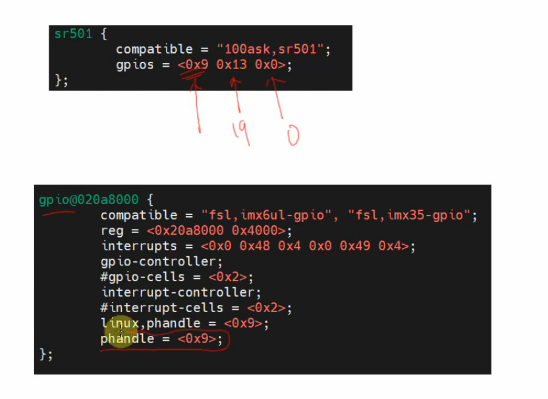 sr501 {
compatible = "100ask,sr501";
gpios = <0x9 0x13 0x0>;
};
19 0
gpio@020a8000 {
compatible = "fsl,imx6ul-gpio", "fsl,imx35-gpio";
reg = <0x20a8000 0x4000>;
interrupts = <0x0 0x48 0x4 0x0 0x49 0x4>;
gpio-controller;
#gpio-cells = <0x2>;
interrupt-controller;
#interrupt-cells = <0x2>;
linux,phandle = <0x9>;
phandle = <0x9>;
};